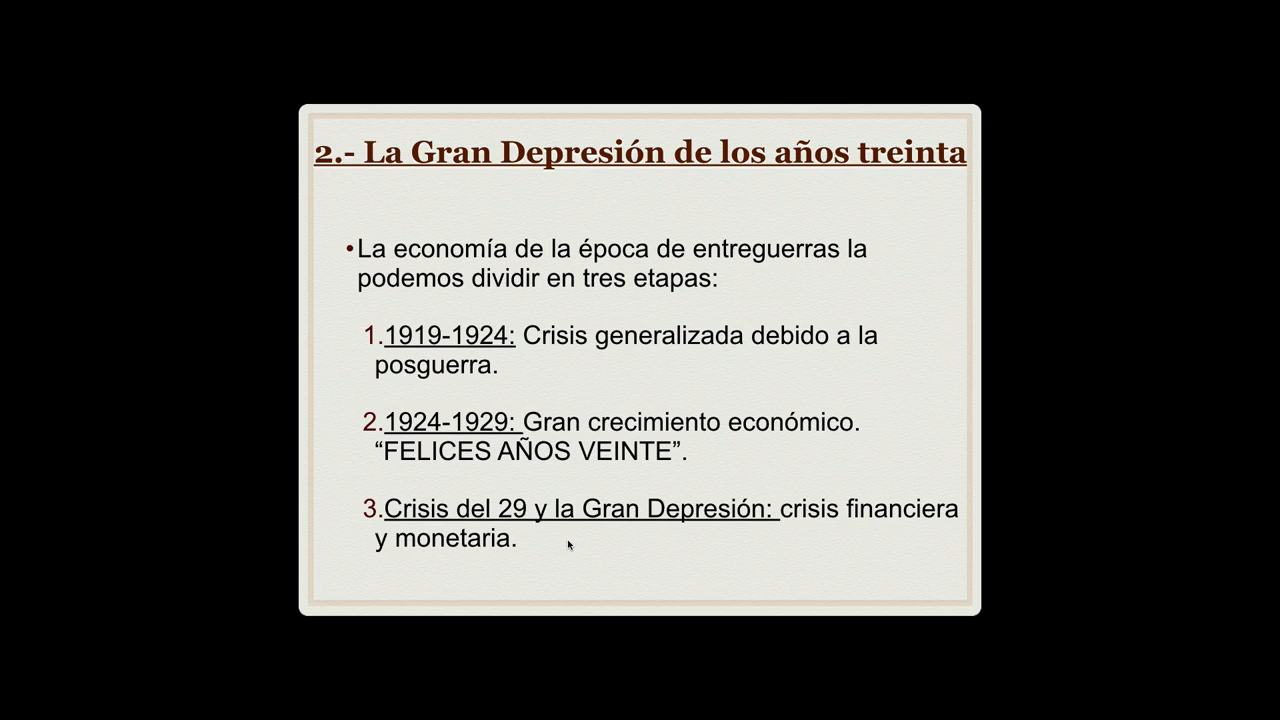 2.- La Gran Depresión de los años treinta
•La economía de la época de entreguerras la
podemos dividir en tres etapas:
1.1919-1924: Crisis generalizada debido a la
posguerra.
2.1924-1929: Gran crecimiento económico.
“FELICES AÑOS VEINTE”.
3.Crisis del 29 y la Gran Depresión: crisis financiera
y monetaria.